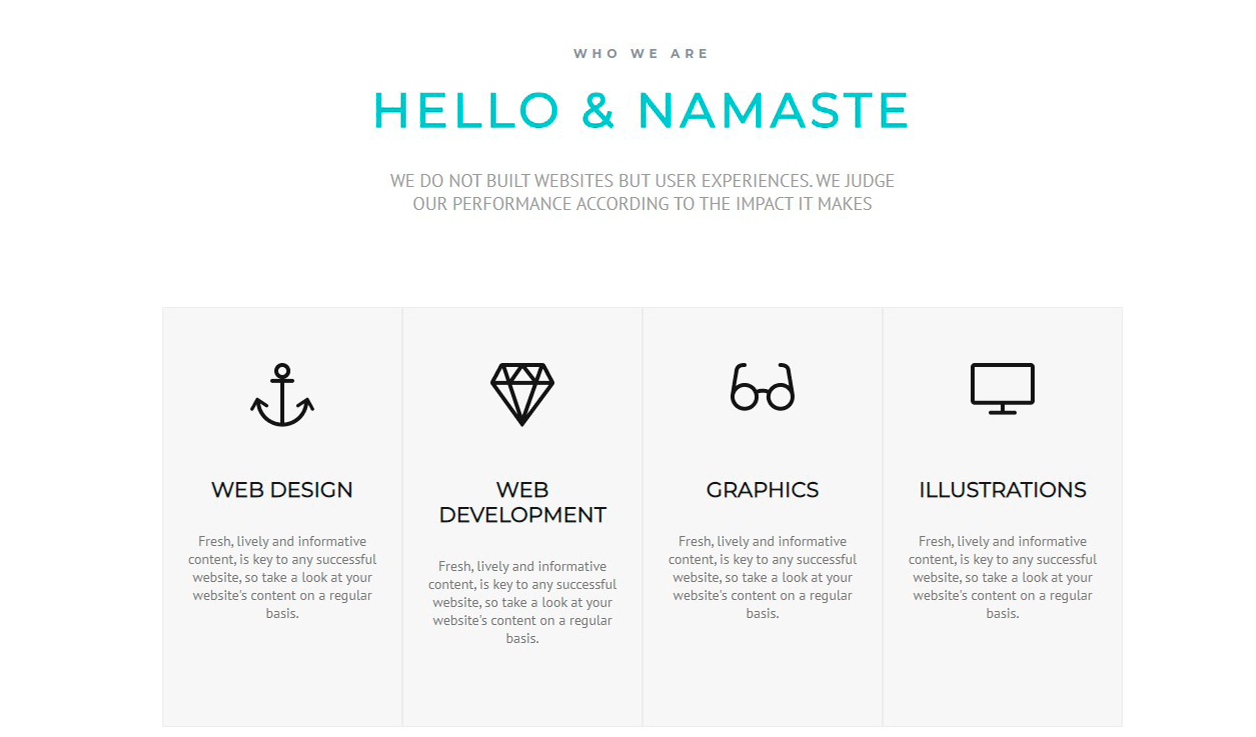 WHO WE ARE
HELLO & NAMASTE
WE DO NOT BUILT WEBSITES BUT USER EXPERIENCES. WE JUDGE
OUR PERFORMANCE ACCORDING TO THE IMPACT IT MAKES
WEB DESIGN
Fresh, lively and informative
content, is key to any successful
website, so take a look at your
website's content on a regular
basis.
WEB
DEVELOPMENT
Fresh, lively and informative
content, is key to any successful
website, so take a look at your
website's content on a regular
basis.
GRAPHICS
Fresh, lively and informative
content, is key to any successful
website, so take a look at your
website's content on a regular
basis.
ILLUSTRATIONS
Fresh, lively and informative
content, is key to any successful
website, so take a look at your
website's content on a regular
basis.